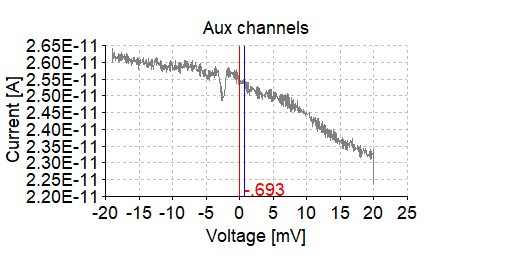 Aux channels
Current [A]
2.65E-11
2.60E-11
2.55E-11
2.50E-11
2.45E-11
2.40E-11
2.35E-11
2.30E-11
2.25E-11
2.20E-11
-.693
-20 -15 -10 -5 0 5 10 15 20 25
Voltage [mV]